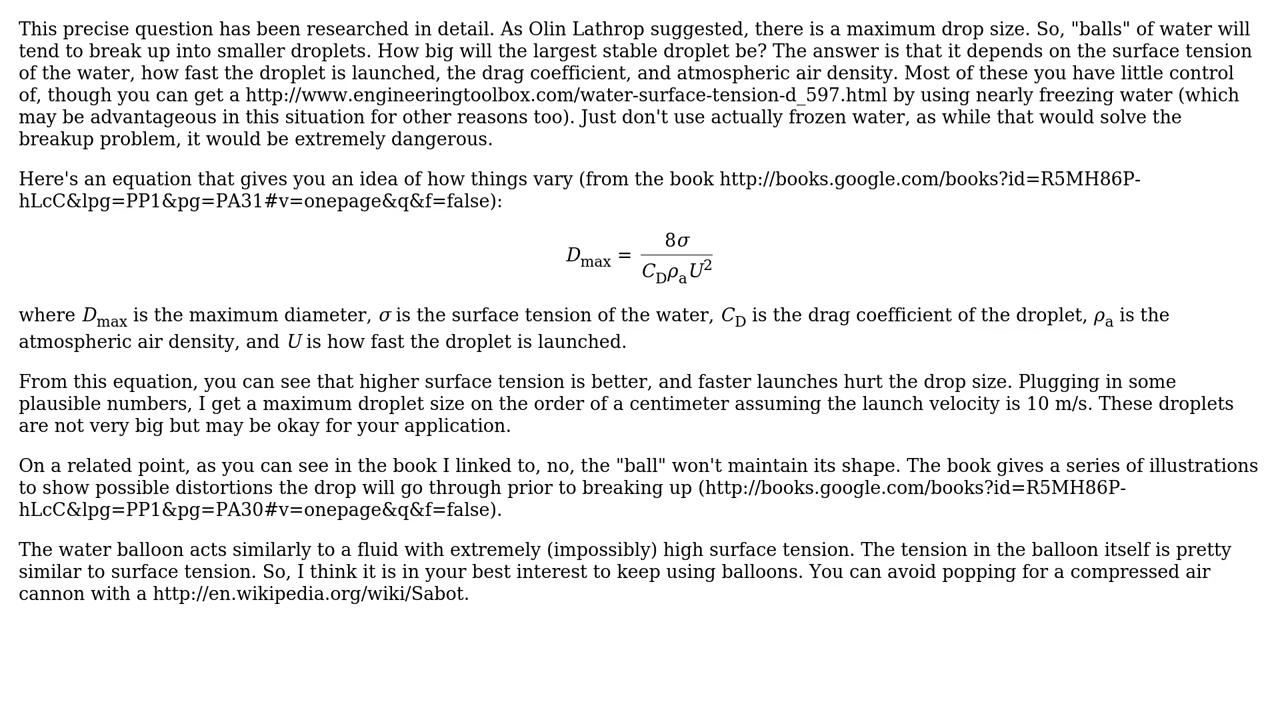 This precise question has been researched in detail. As Olin Lathrop suggested, there is a maximum drop size. So, "balls" of water will
tend to break up into smaller droplets. How big will the largest stable droplet be? The answer is that it depends on the surface tension
of the water, how fast the droplet is launched, the drag coefficient, and atmospheric air density. Most of these you have little control
of, though you can get a http://www.engineeringtoolbox.com/water-surface-tension-d_597.html by using nearly freezing water (which
may be advantageous in this situation for other reasons too). Just don't use actually frozen water, as while that would solve the
breakup problem, it would be extremely dangerous.
Here's an equation that gives you an idea of how things vary (from the book http://books.google.com/books?id=R5MH86P-
hLcC&lpg=PP1&pg=PA31#v=onepage&q&f=false):
D_max = 8σ / (C_D ρ_a U²)
where D_max is the maximum diameter, σ is the surface tension of the water, C_D is the drag coefficient of the droplet, ρ_a is the
atmospheric air density, and U is how fast the droplet is launched.
From this equation, you can see that higher surface tension is better, and faster launches hurt the drop size. Plugging in some
plausible numbers, I get a maximum droplet size on the order of a centimeter assuming the launch velocity is 10 m/s. These droplets
are not very big but may be okay for your application.
On a related point, as you can see in the book I linked to, no, the "ball" won't maintain its shape. The book gives a series of illustrations
to show possible distortions the drop will go through prior to breaking up (http://books.google.com/books?id=R5MH86P-
hLcC&lpg=PP1&pg=PA30#v=onepage&q&f=false).
The water balloon acts similarly to a fluid with extremely (impossibly) high surface tension. The tension in the balloon itself is pretty
similar to surface tension. So, I think it is in your best interest to keep using balloons. You can avoid popping for a compressed air
cannon with a http://en.wikipedia.org/wiki/Sabot.